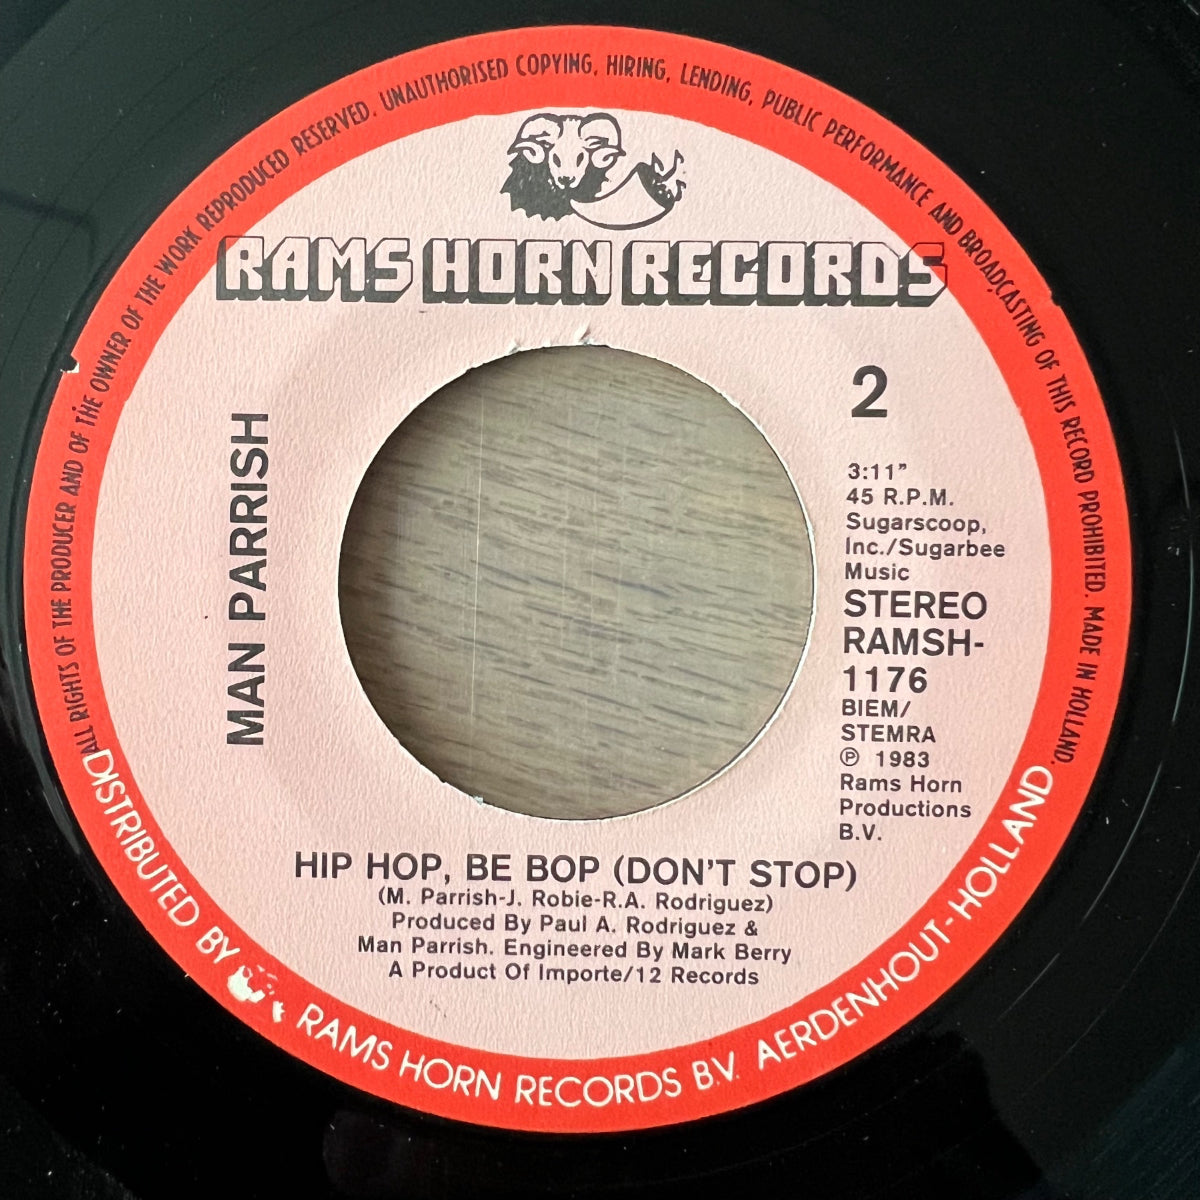 ALL RIGHTS OF THE PRODUCER AND OF THE OWNER OF THE WORK REPRODUCED RESERVED. UNAUTHORISED COPYING, HIRING, LENDING, PUBLIC PERFORMANCE AND BROADCASTING OF THIS RECORD PROHIBITED. MADE IN HOLLAND.
RAMS HORN RECORDS
MAN PARRISH
2
3:11”
45 R.P.M.
Sugarscoop,
Inc./Sugarbee
Music
STEREO
RAMSH-
1176
BIEM/
STEMRA
℗ 1983
Rams Horn
Productions
B.V.
HIP HOP, BE BOP (DON'T STOP)
(M. Parrish-J. Robie-R.A. Rodriguez)
Produced By Paul A. Rodriguez &
Man Parrish. Engineered By Mark Berry
A Product Of Importe/12 Records
DISTRIBUTED BY RAMS HORN RECORDS B.V. AERDENHOUT-HOLLAND